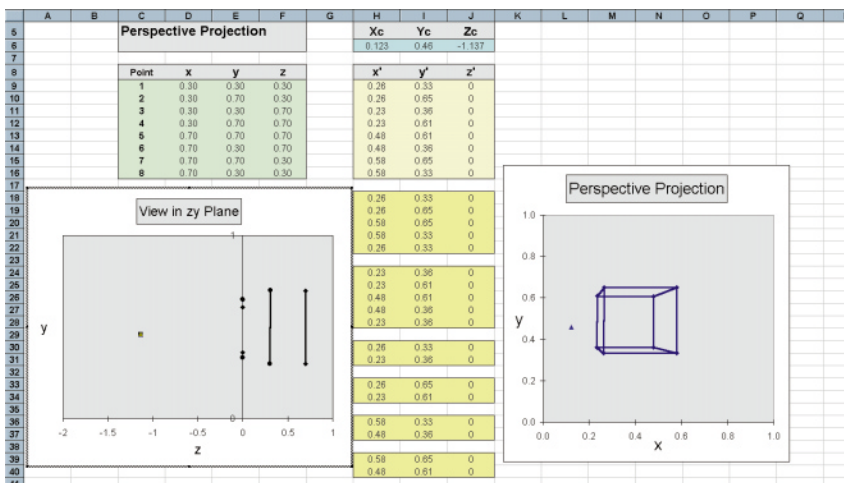 A B C D E F G H I J K L M N O P Q
5 Perspective Projection Xc Yc Zc
6 0.123 0.46 -1.137
7
8 Point x y z x' y' z'
9 1 0.30 0.30 0.30 0.26 0.33 0
10 2 0.30 0.70 0.30 0.26 0.65 0
11 3 0.30 0.30 0.70 0.23 0.36 0
12 4 0.30 0.30 0.70 0.23 0.61 0
13 5 0.70 0.70 0.70 0.48 0.61 0
14 6 0.70 0.30 0.70 0.48 0.36 0
15 7 0.70 0.70 0.30 0.58 0.65 0
16 8 0.70 0.30 0.30 0.58 0.33 0
17
18 0.26 0.33 0
19 0.26 0.65 0
20 0.58 0.65 0
21 0.58 0.33 0
22 0.26 0.33 0
23
24 0.23 0.36 0
25 0.23 0.61 0
26 0.48 0.61 0
27 0.48 0.36 0
28 0.23 0.36 0
29
30 0.26 0.33 0
31 0.23 0.36 0
32
33 0.26 0.65 0
34 0.23 0.61 0
35
36 0.58 0.33 0
37 0.48 0.36 0
38
39 0.58 0.65 0
40 0.48 0.61 0
View in zy Plane
1
y
0
-2 -1.5 -1 -0.5 0 0.5 1
z
Perspective Projection
1.0
0.8
0.6
y
0.4
0.2
0.0
0.0 0.2 0.4 0.6 0.8 1.0
x